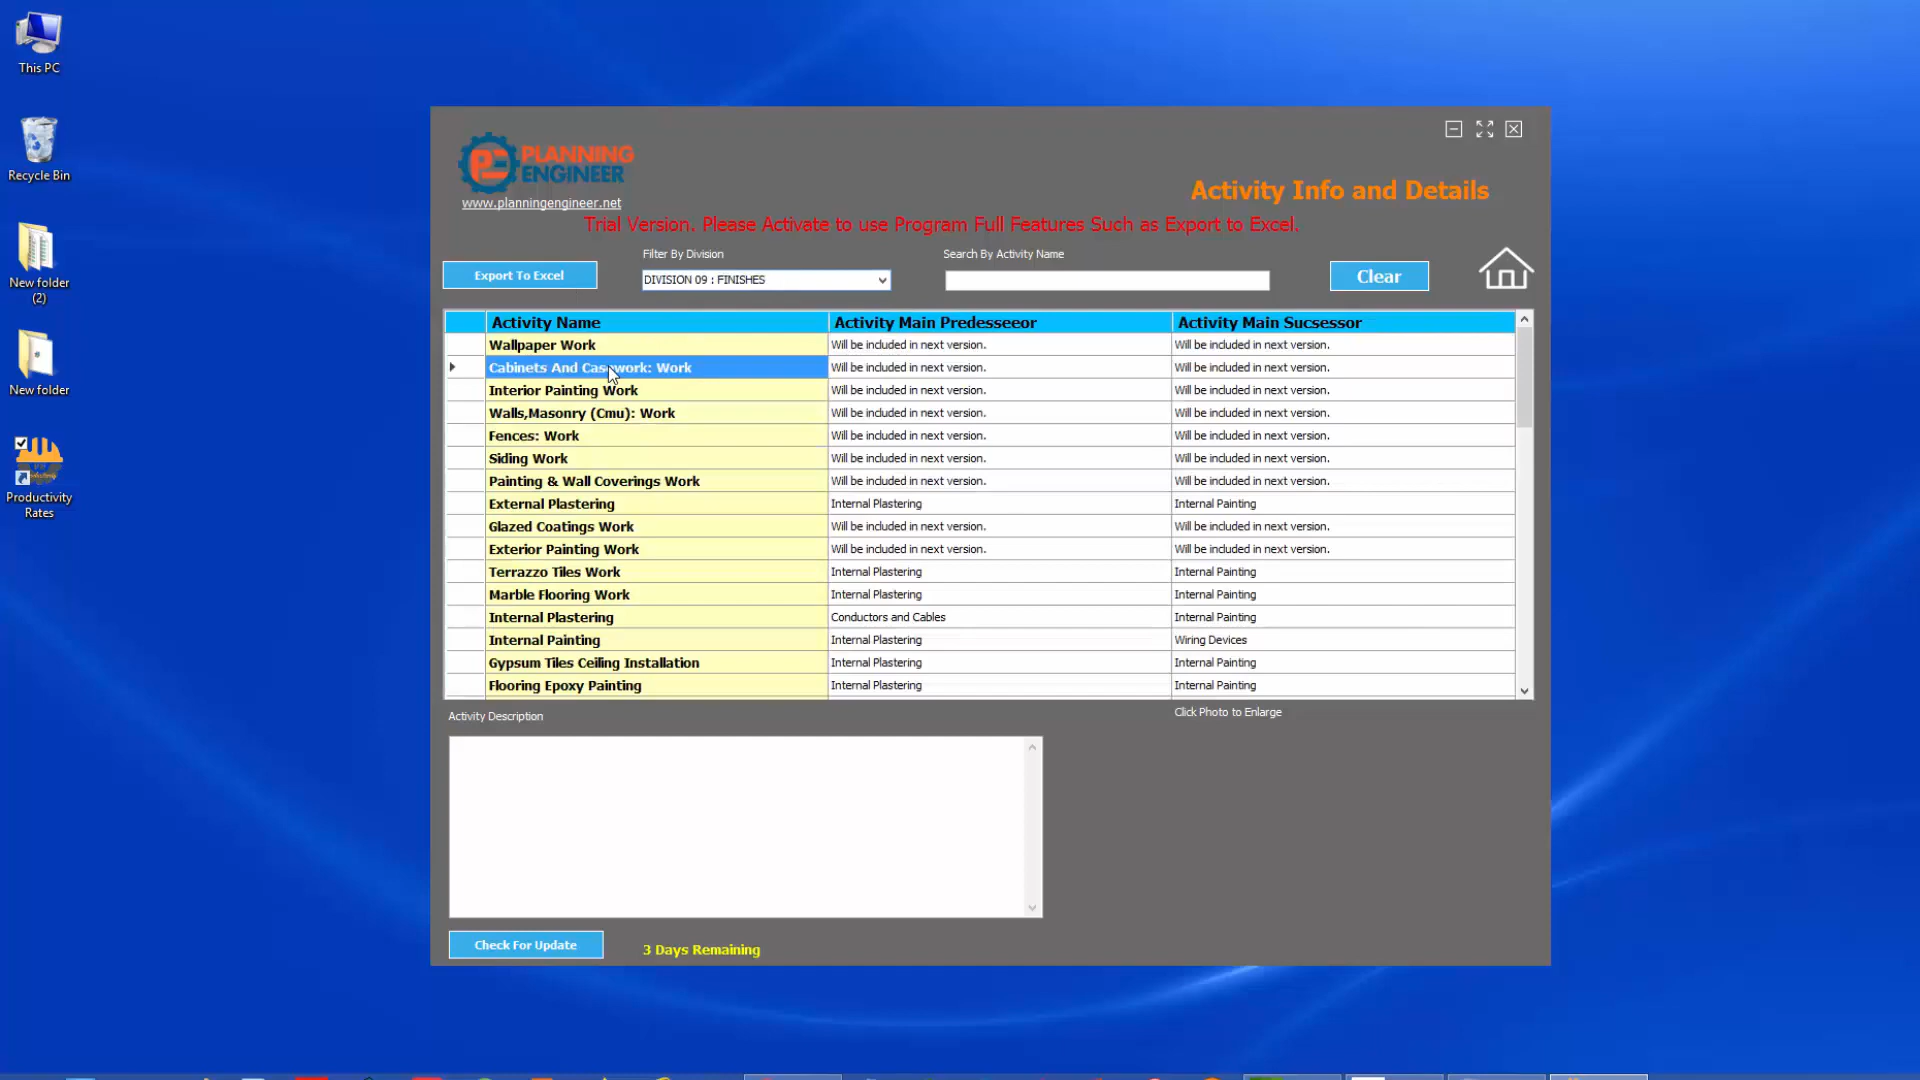 This PC
Recycle Bin
New folder
(2)
New folder
Productivity
Rates
PLANNING
ENGINEER
www.planningengineer.net
Activity Info and Details
Trial Version. Please Activate to use Program Full Features Such as Export to Excel.
Filter By Division
Search By Activity Name
Export To Excel
DIVISION 09 : FINISHES
Clear
Activity Name Activity Main Predesseeor Activity Main Sucsessor
Wallpaper Work Will be included in next version. Will be included in next version.
Cabinets And Casework: Work Will be included in next version. Will be included in next version.
Interior Painting Work Will be included in next version. Will be included in next version.
Walls,Masonry (Cmu): Work Will be included in next version. Will be included in next version.
Fences: Work Will be included in next version. Will be included in next version.
Siding Work Will be included in next version. Will be included in next version.
Painting & Wall Coverings Work Will be included in next version. Will be included in next version.
External Plastering Internal Plastering Internal Painting
Glazed Coatings Work Will be included in next version. Will be included in next version.
Exterior Painting Work Will be included in next version. Will be included in next version.
Terrazzo Tiles Work Internal Plastering Internal Painting
Marble Flooring Work Internal Plastering Internal Painting
Internal Plastering Conductors and Cables Internal Painting
Internal Painting Internal Plastering Wiring Devices
Gypsum Tiles Ceiling Installation Internal Plastering Internal Painting
Flooring Epoxy Painting Internal Plastering Internal Painting
Activity Description
Click Photo to Enlarge
Check For Update
3 Days Remaining